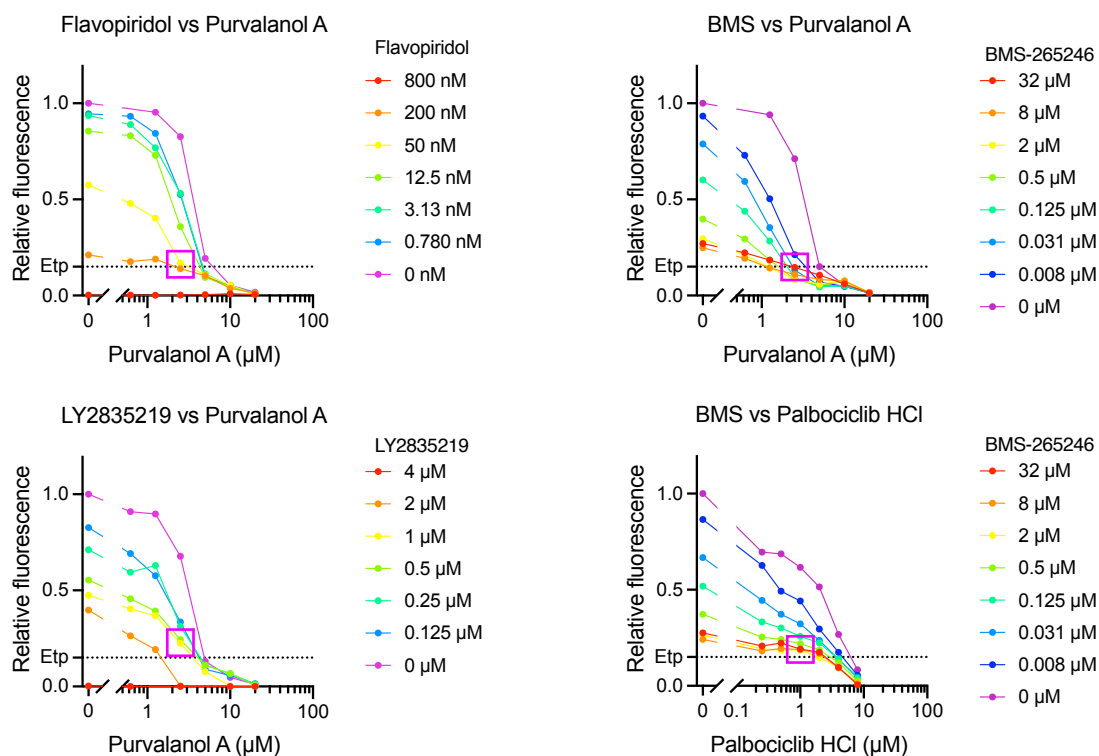 Flavopiridol vs Purvalanol A
Relative fluorescence
1.0
0.5
Etp
0.0
0
1
10
100
Purvalanol A (µM)
Flavopiridol
800 nM
200 nM
50 nM
12.5 nM
3.13 nM
0.780 nM
0 nM
BMS vs Purvalanol A
Relative fluorescence
1.0
0.5
Etp
0.0
0
1
10
100
Purvalanol A (µM)
BMS-265246
32 µM
8 µM
2 µM
0.5 µM
0.125 µM
0.031 µM
0.008 µM
0 µM
LY2835219 vs Purvalanol A
Relative fluorescence
1.0
0.5
Etp
0.0
0
1
10
100
Purvalanol A (µM)
LY2835219
4 µM
2 µM
1 µM
0.5 µM
0.25 µM
0.125 µM
0 µM
BMS vs Palbociclib HCl
Relative fluorescence
1.0
0.5
Etp
0.0
0
0.1
1
10
Palbociclib HCl (µM)
BMS-265246
32 µM
8 µM
2 µM
0.5 µM
0.125 µM
0.031 µM
0.008 µM
0 µM